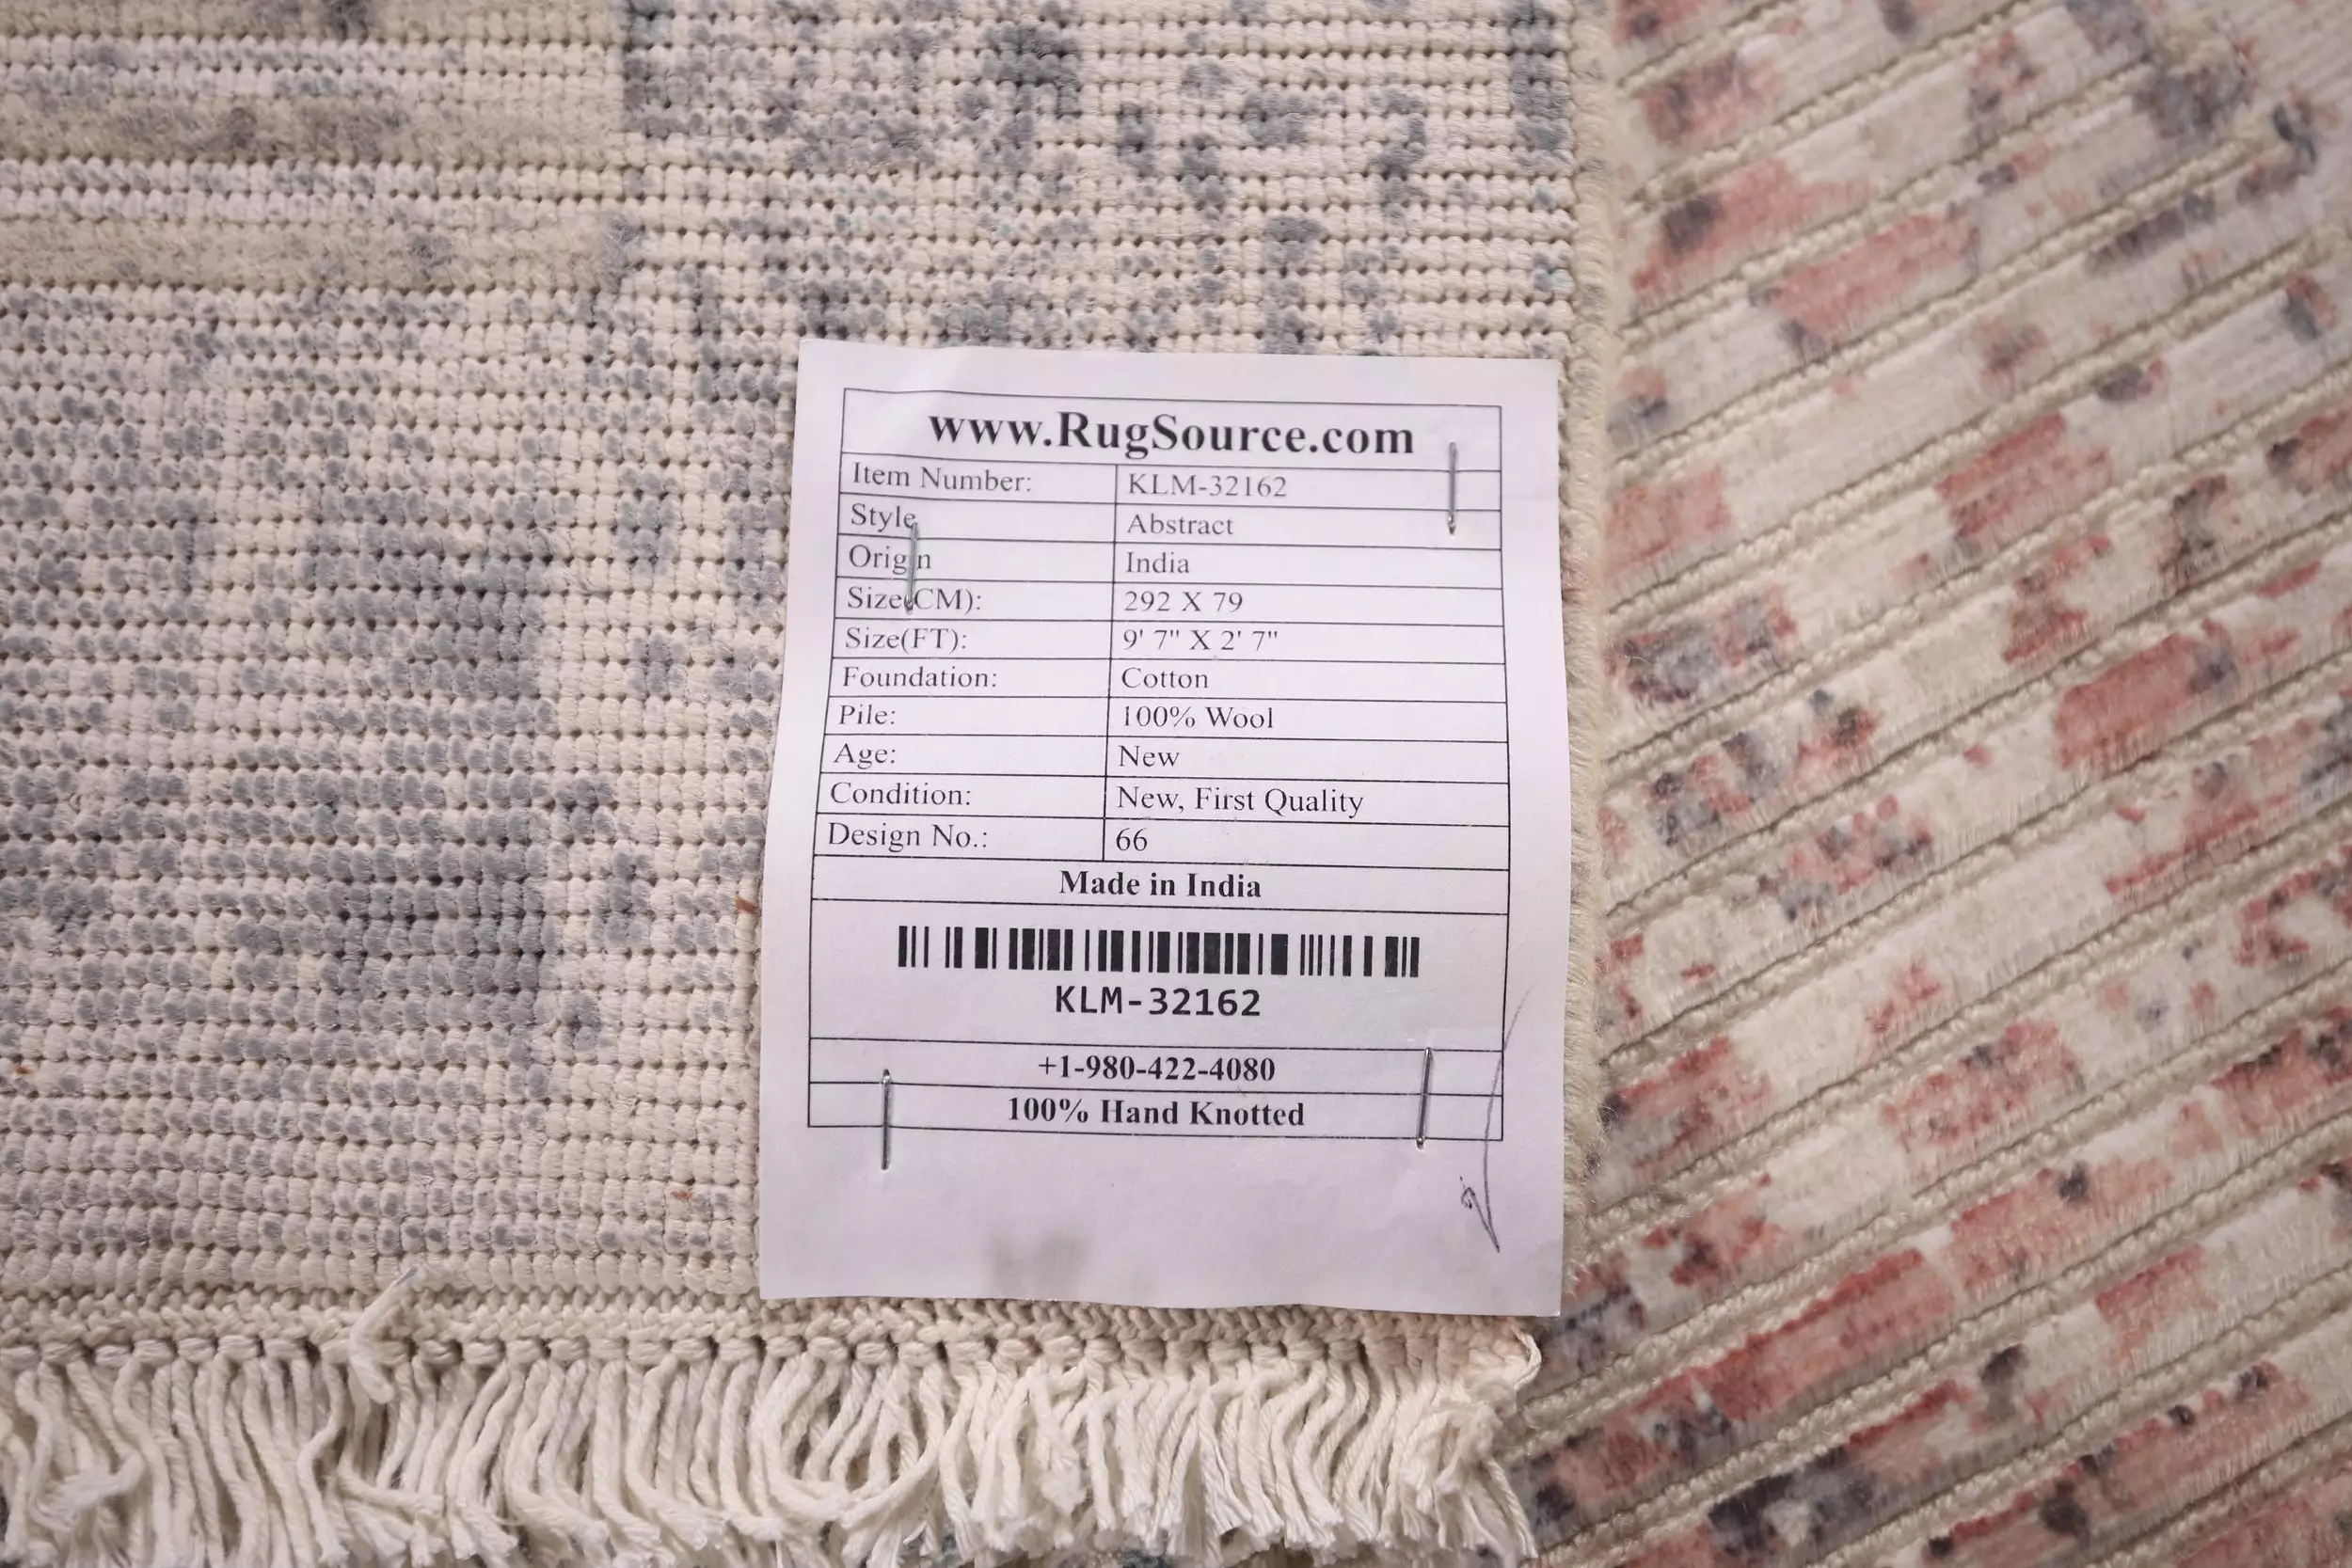 www.RugSource.com
Item Number: KLM-32162
Style Abstract
Origin India
Size(CM): 292 X 79
Size(FT): 9' 7" X 2' 7"
Foundation: Cotton
Pile: 100% Wool
Age: New
Condition: New, First Quality
Design No.: 66
Made in India
KLM-32162
+1-980-422-4080
100% Hand Knotted